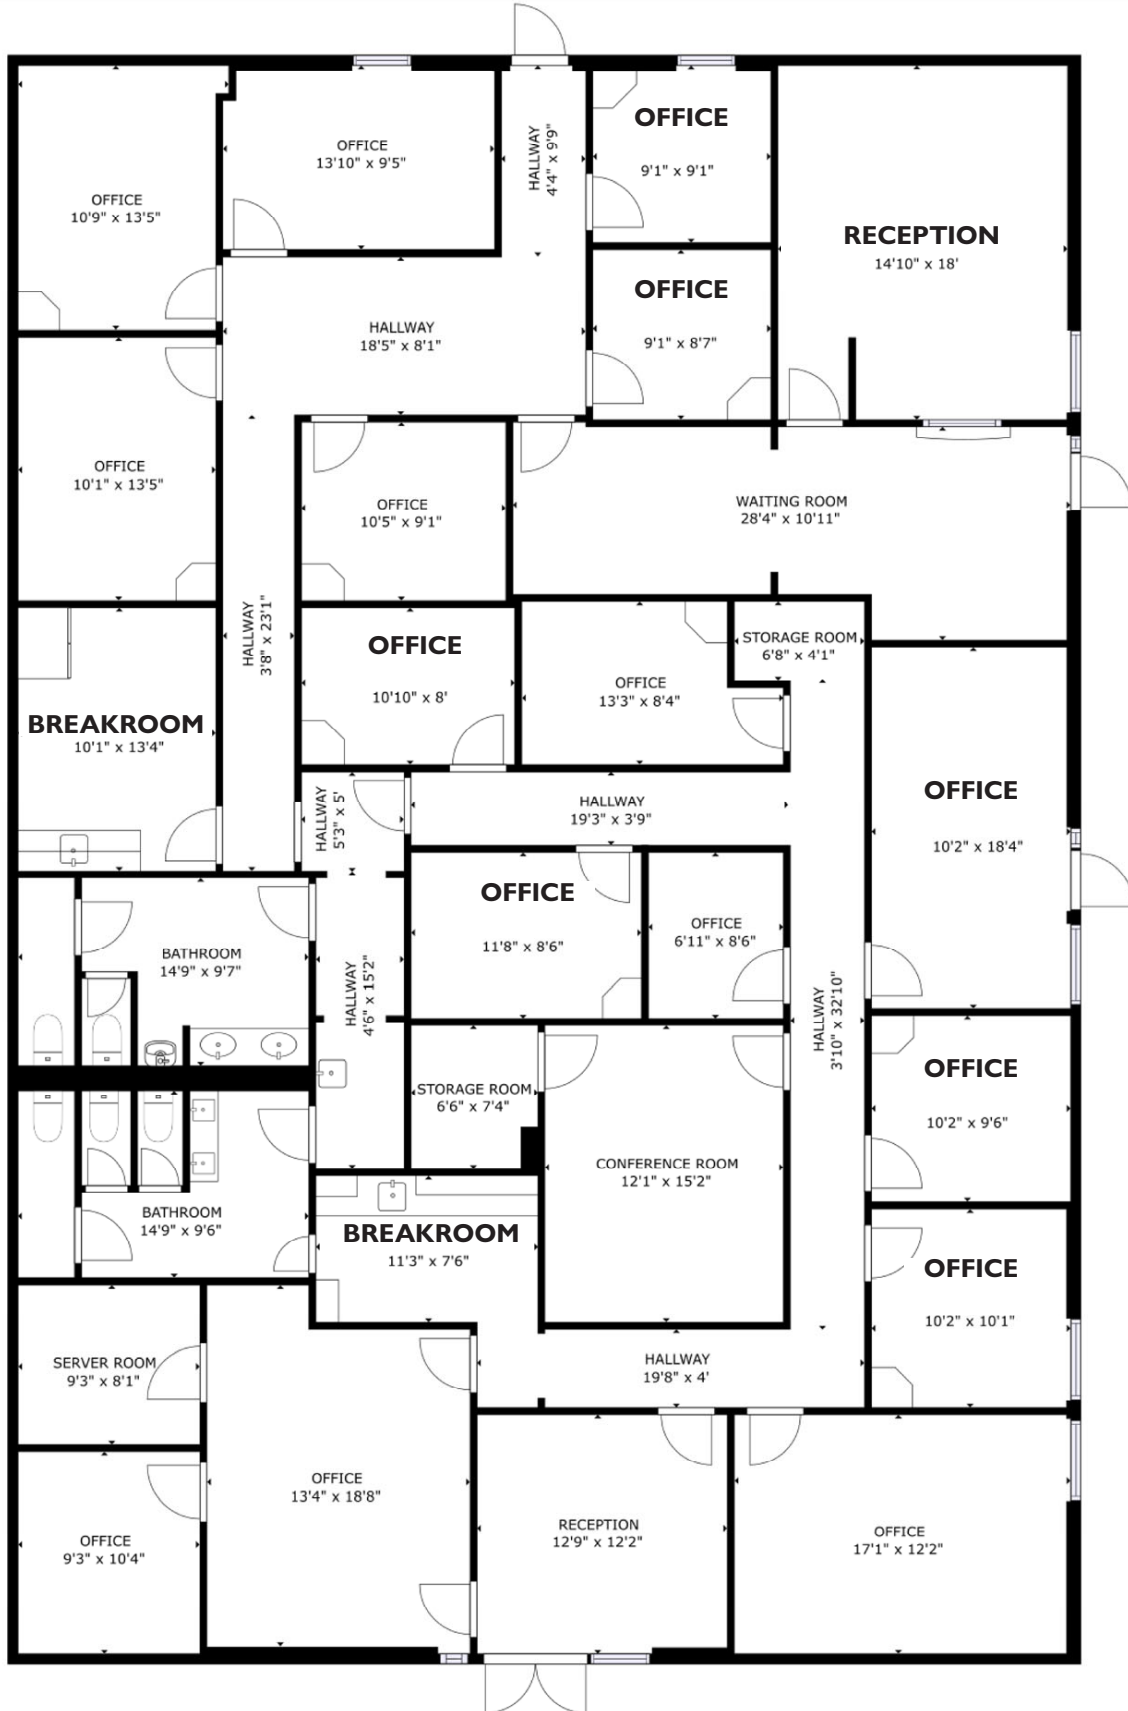 OFFICE
10'9" x 13'5"
OFFICE
13'10" x 9'5"
HALLWAY
4'4" x 9'9"
OFFICE
9'1" x 9'1"
RECEPTION
14'10" x 18'
OFFICE
9'1" x 8'7"
HALLWAY
18'5" x 8'1"
OFFICE
10'1" x 13'5"
OFFICE
10'5" x 9'1"
WAITING ROOM
28'4" x 10'11"
HALLWAY
3'8" x 23'1"
OFFICE
10'10" x 8'
OFFICE
13'3" x 8'4"
STORAGE ROOM
6'8" x 4'1"
BREAKROOM
10'1" x 13'4"
HALLWAY
5'3" x 5'
HALLWAY
19'3" x 3'9"
OFFICE
10'2" x 18'4"
OFFICE
11'8" x 8'6"
OFFICE
6'11" x 8'6"
BATHROOM
14'9" x 9'7"
HALLWAY
4'6" x 15'2"
HALLWAY
3'10" x 32'10"
STORAGE ROOM
6'6" x 7'4"
OFFICE
10'2" x 9'6"
CONFERENCE ROOM
12'1" x 15'2"
BATHROOM
14'9" x 9'6"
BREAKROOM
11'3" x 7'6"
OFFICE
10'2" x 10'1"
SERVER ROOM
9'3" x 8'1"
HALLWAY
19'8" x 4'
OFFICE
13'4" x 18'8"
OFFICE
9'3" x 10'4"
RECEPTION
12'9" x 12'2"
OFFICE
17'1" x 12'2"